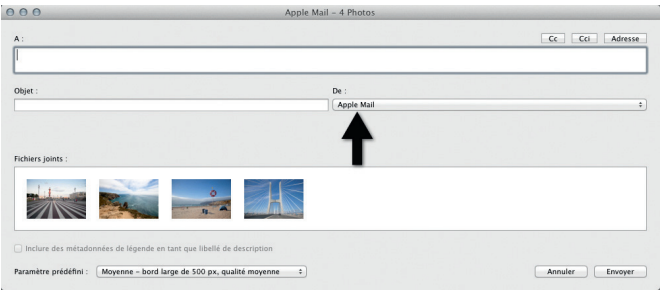 Apple Mail – 4 Photos
A :
Cc Cci Adresse
Objet :
De :
Apple Mail
Fichiers joints :
Inclure des métadonnées de légende en tant que libellé de description
Paramètre prédéfini : Moyenne – bord large de 500 px, qualité moyenne
Annuler Envoyer